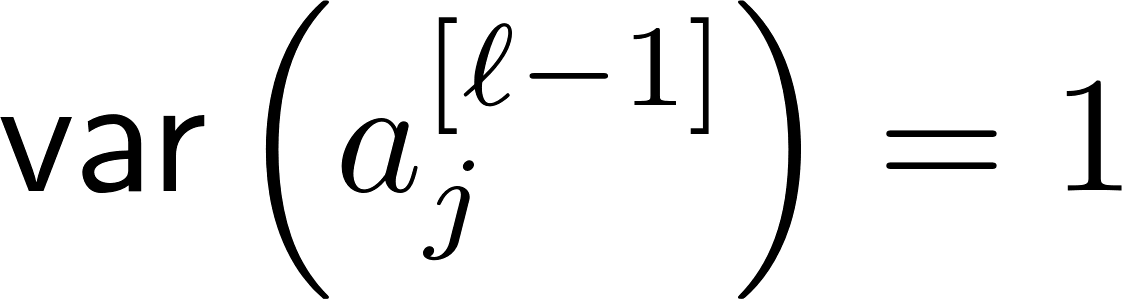 var(a_j^{[ℓ−1]}) = 1